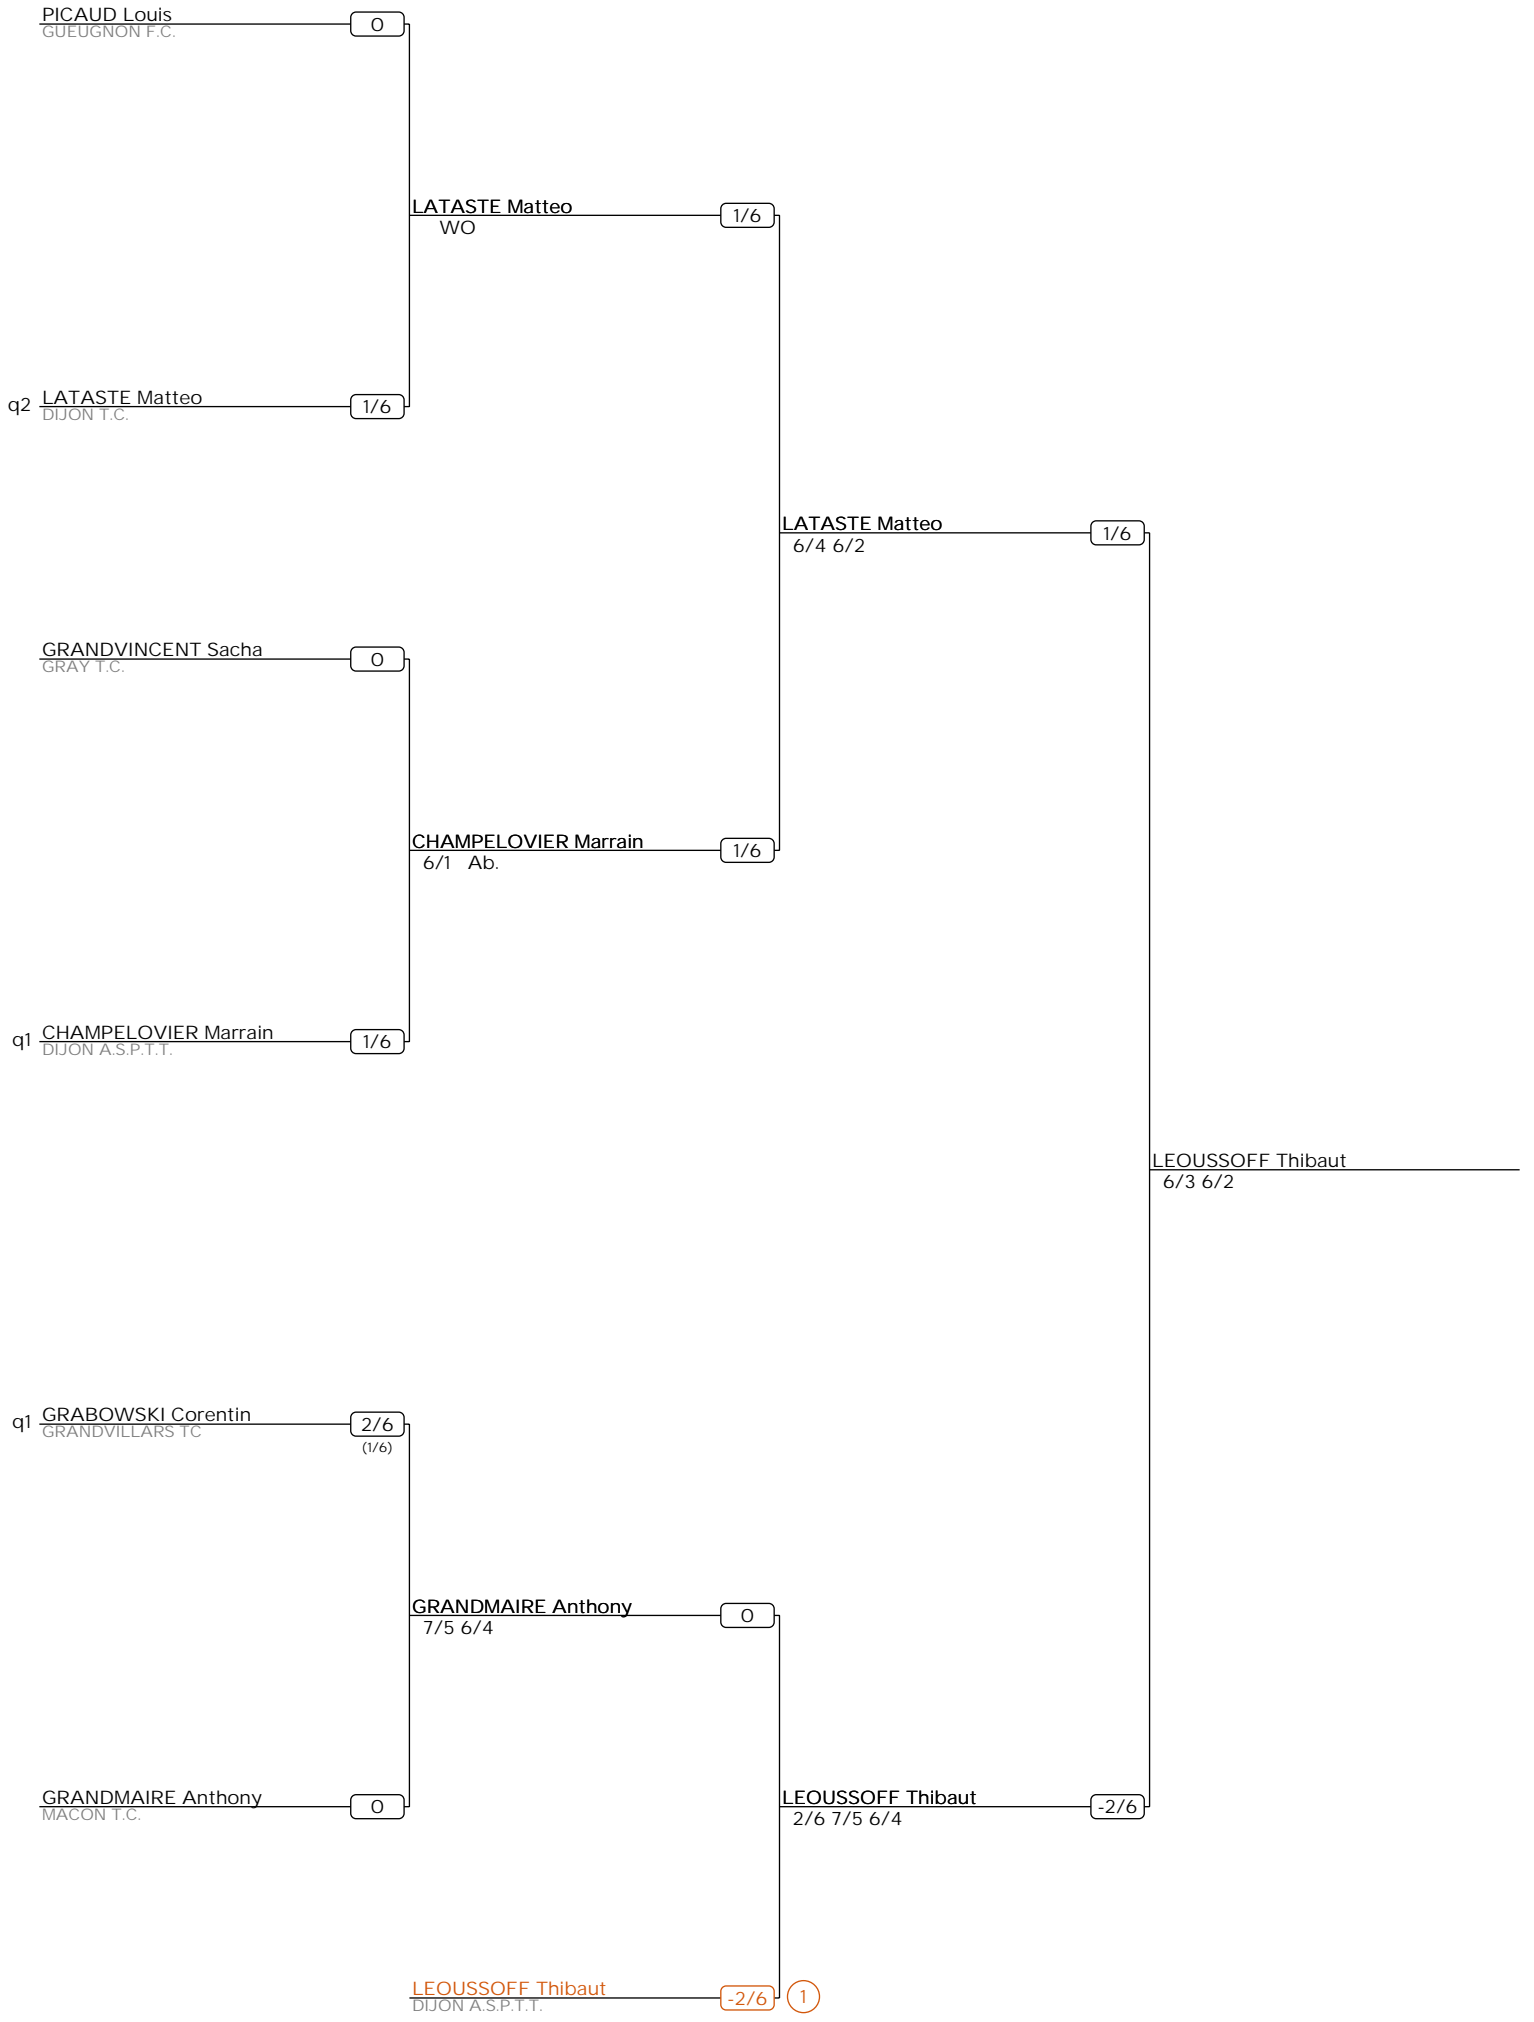 PICAUD Louis 0
GUEUGNON F.C.
LATASTE Matteo 1/6
WO
q2 LATASTE Matteo 1/6
DIJON T.C.
LATASTE Matteo 1/6
6/4 6/2
GRANDVINCENT Sacha 0
GRAY T.C.
CHAMPELOVIER Marrain 1/6
6/1 Ab.
q1 CHAMPELOVIER Marrain 1/6
DIJON A.S.P.T.T.
LEOUSSOFF Thibaut
6/3 6/2
q1 GRABOWSKI Corentin 2/6
GRANDVILLARS TC
(1/6)
GRANDMAIRE Anthony 0
7/5 6/4
GRANDMAIRE Anthony 0
MACON T.C.
LEOUSSOFF Thibaut -2/6
2/6 7/5 6/4
LEOUSSOFF Thibaut -2/6 1
DIJON A.S.P.T.T.